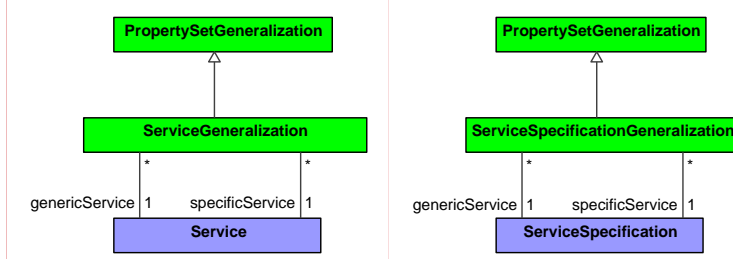 PropertySetGeneralization
ServiceGeneralization
* *
genericService 1 specificService 1
Service
PropertySetGeneralization
ServiceSpecificationGeneralization
* *
genericService 1 specificService 1
ServiceSpecification